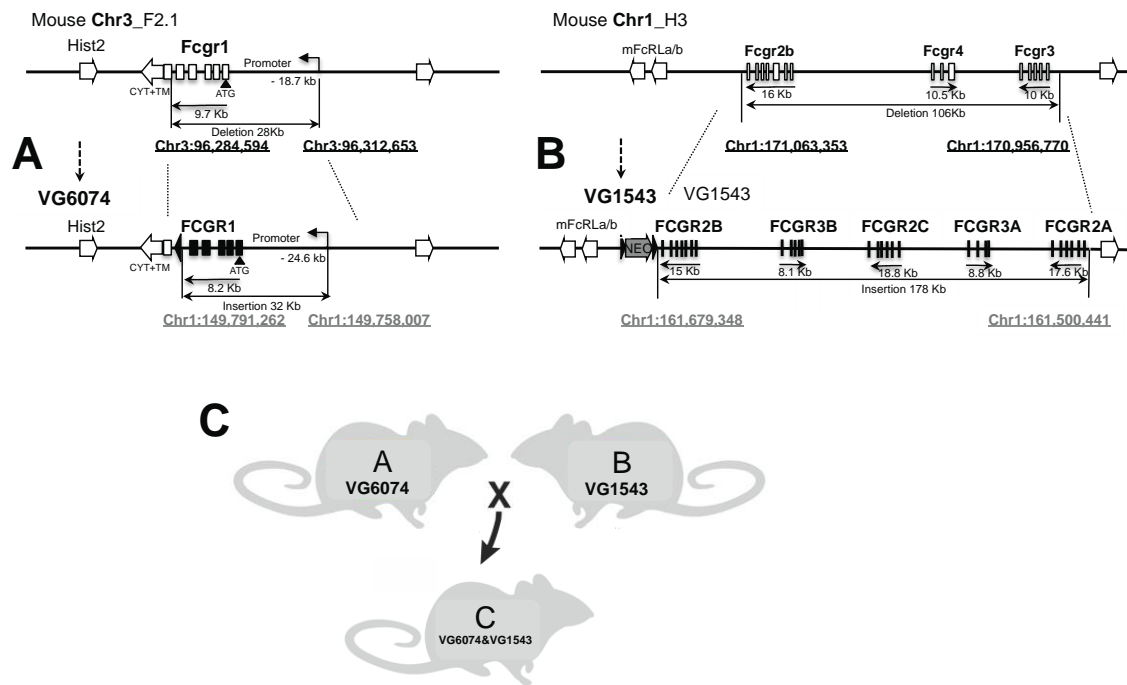 Mouse Chr3_F2.1
Hist2
Fcgr1
Promoter
- 18.7 kb
CYT+TM
ATG
9.7 Kb
Deletion 28Kb
Chr3:96,284,594
Chr3:96,312,653
A
VG6074
Hist2
FCGR1
Promoter
- 24.6 kb
CYT+TM
ATG
8.2 Kb
Insertion 32 Kb
Chr1:149,791,262
Chr1:149,758,007
Mouse Chr1_H3
mFcRLa/b
Fcgr2b
Fcgr4
Fcgr3
16 Kb
10.5 Kb
10 Kb
Deletion 106Kb
Chr1:171,063,353
Chr1:170,956,770
B
VG1543
VG1543
mFcRLa/b
NEO
FCGR2B
FCGR3B
FCGR2C
FCGR3A
FCGR2A
15 Kb
8.1 Kb
18.8 Kb
8.8 Kb
17.6 Kb
Insertion 178 Kb
Chr1:161,679,348
Chr1:161,500,441
C
A
VG6074
X
B
VG1543
C
VG6074&VG1543